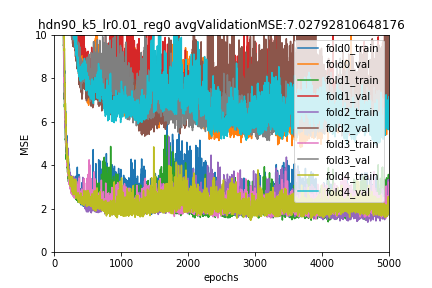 hdn90_k5_lr0.01_reg0 avgValidationMSE:7.02792810648176
10
8
6
4
2
0
MSE
0 1000 2000 3000 4000 5000
epochs
fold0_train
fold0_val
fold1_train
fold1_val
fold2_train
fold2_val
fold3_train
fold3_val
fold4_train
fold4_val